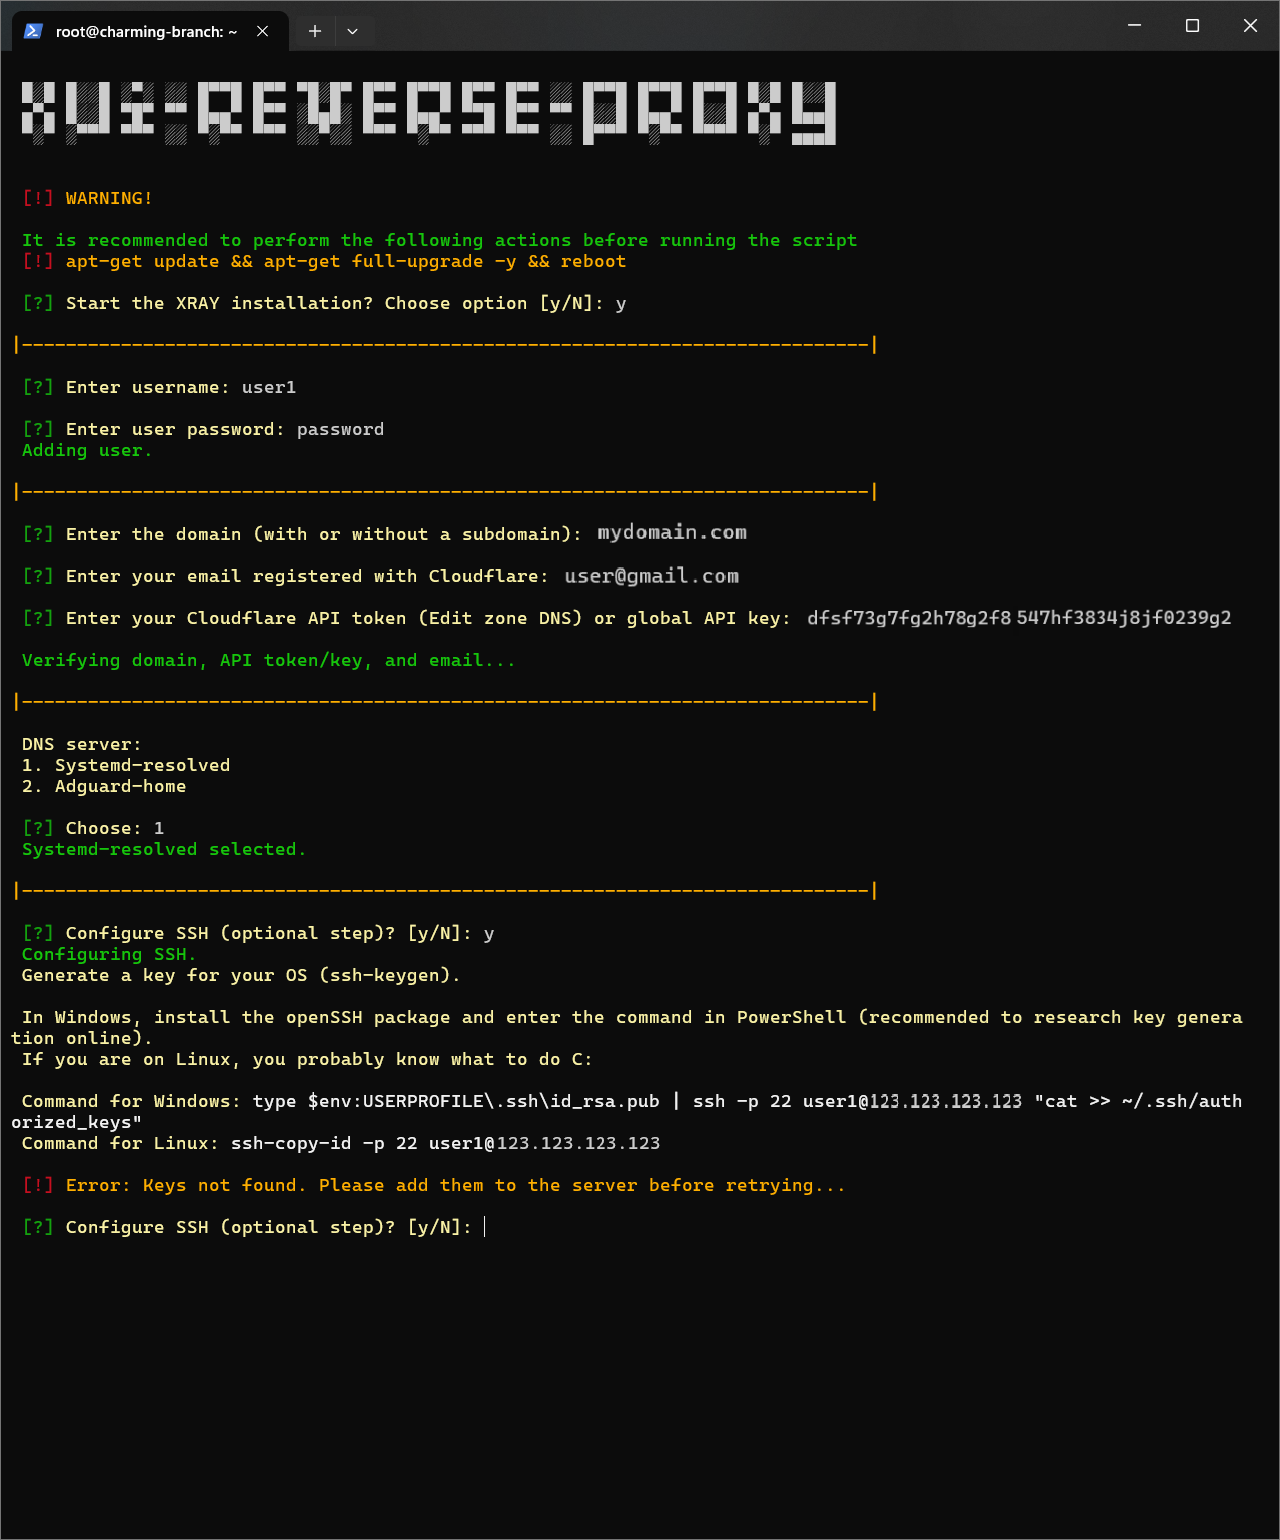 root@charming-branch: ~
XUI-REVERSE-PROXY
[!] WARNING!
It is recommended to perform the following actions before running the script
[!] apt-get update && apt-get full-upgrade -y && reboot
[?] Start the XRAY installation? Choose option [y/N]: y
|-----------------------------------------------------------------------------|
[?] Enter username: user1
[?] Enter user password: password
Adding user.
|-----------------------------------------------------------------------------|
[?] Enter the domain (with or without a subdomain): mydomain.com
[?] Enter your email registered with Cloudflare: user@gmail.com
[?] Enter your Cloudflare API token (Edit zone DNS) or global API key: dfsf73g7fg2h78g2f8 547hf3834j8jf0239g2
Verifying domain, API token/key, and email...
|-----------------------------------------------------------------------------|
DNS server:
1. Systemd-resolved
2. Adguard-home
[?] Choose: 1
Systemd-resolved selected.
|-----------------------------------------------------------------------------|
[?] Configure SSH (optional step)? [y/N]: y
Configuring SSH.
Generate a key for your OS (ssh-keygen).
In Windows, install the openSSH package and enter the command in PowerShell (recommended to research key genera
tion online).
If you are on Linux, you probably know what to do C:
Command for Windows: type $env:USERPROFILE\.ssh\id_rsa.pub | ssh -p 22 user1@123.123.123.123 "cat >> ~/.ssh/auth
orized_keys"
Command for Linux: ssh-copy-id -p 22 user1@123.123.123.123
[!] Error: Keys not found. Please add them to the server before retrying...
[?] Configure SSH (optional step)? [y/N]: